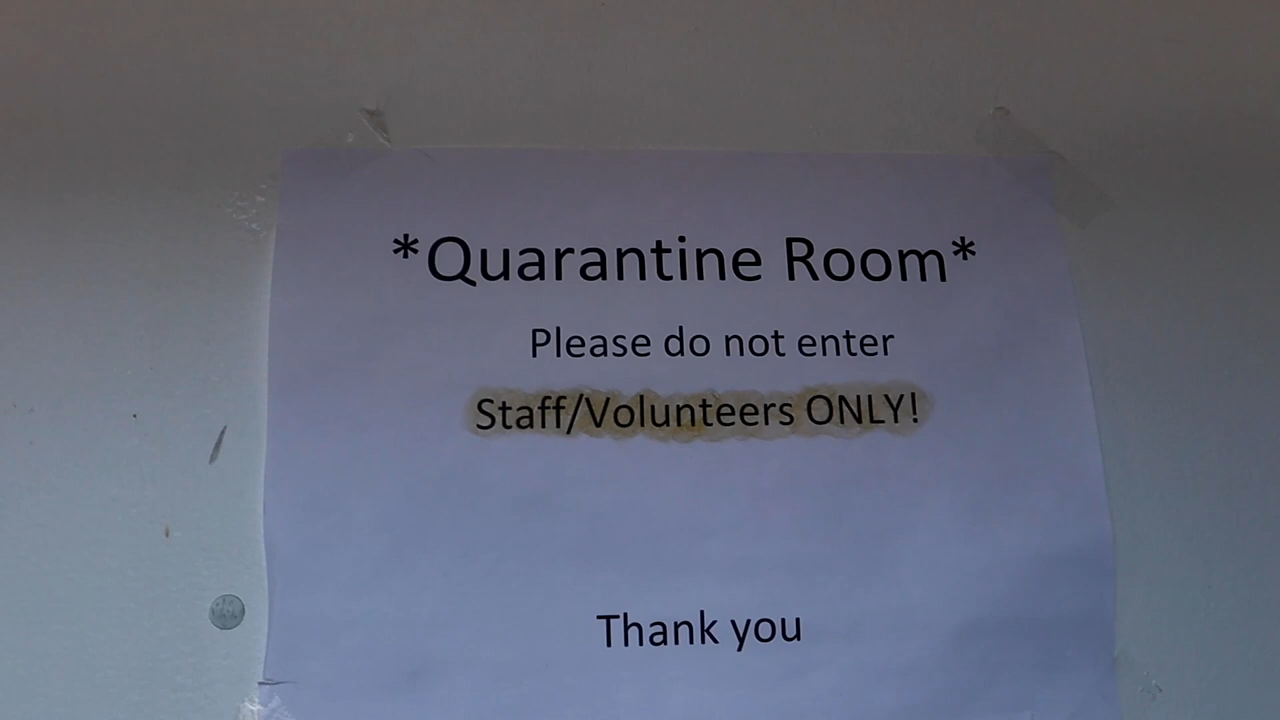 *Quarantine Room*
Please do not enter
Staff/Volunteers ONLY!
Thank you